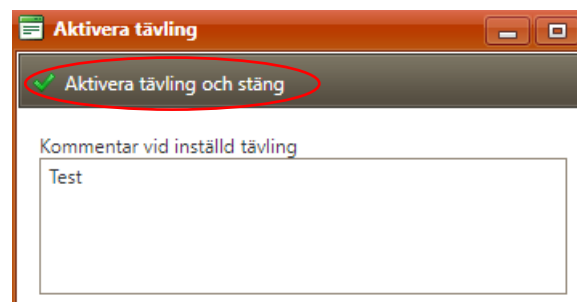 Aktivera tävling
Aktivera tävling och stäng
Kommentar vid inställd tävling
Test